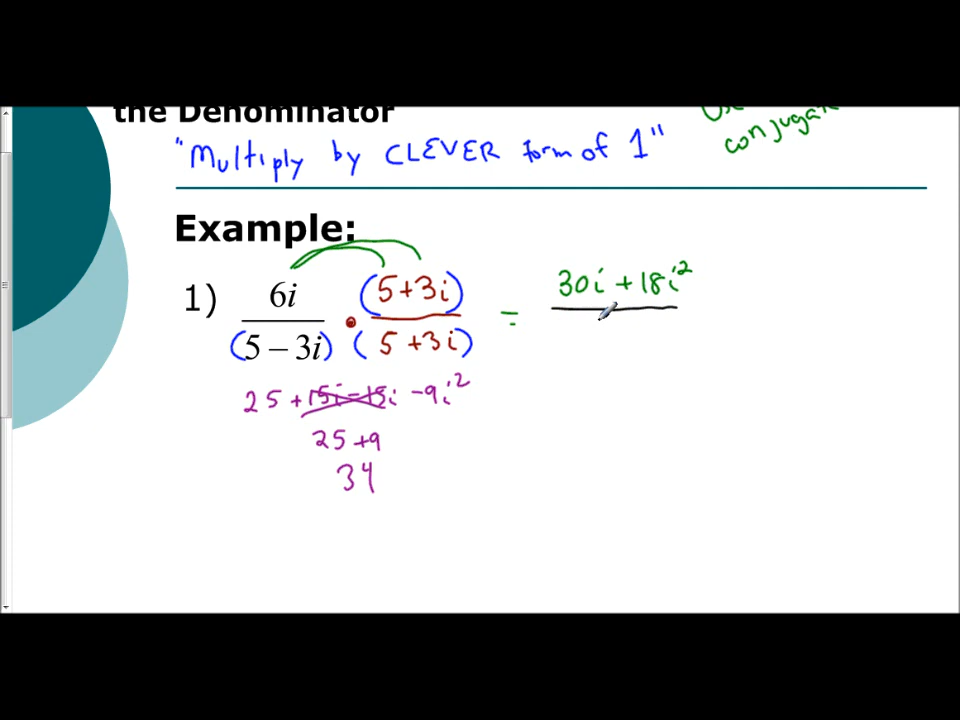 the Denominator
"Multiply by CLEVER form of 1"
Example:
1) 6i / (5 – 3i) • (5+3i) / (5+3i) = 30i + 18i²
25 + 15i – 15i – 9i²
25 + 9
34